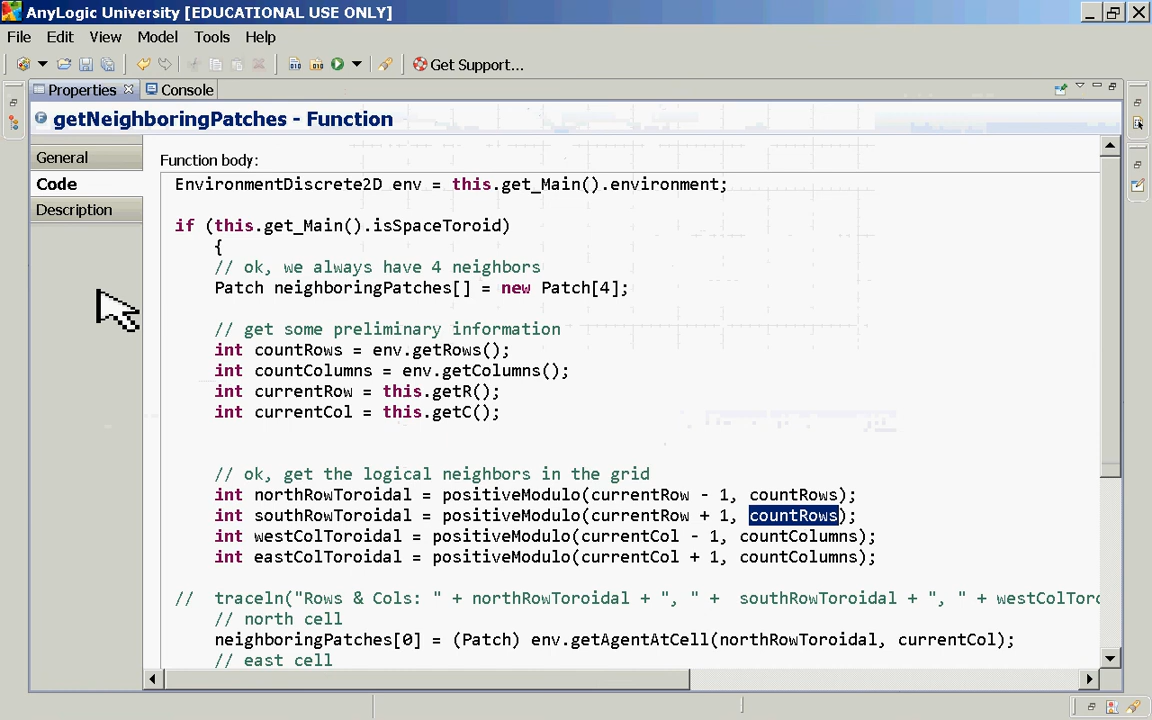 AnyLogic University [EDUCATIONAL USE ONLY]
File Edit View Model Tools Help
Get Support...
Properties Console
getNeighboringPatches - Function
General
Code
Description
Function body:
EnvironmentDiscrete2D env = this.get_Main().environment;
if (this.get_Main().isSpaceToroid)
{
// ok, we always have 4 neighbors
Patch neighboringPatches[] = new Patch[4];
// get some preliminary information
int countRows = env.getRows();
int countColumns = env.getColumns();
int currentRow = this.getR();
int currentCol = this.getC();
// ok, get the logical neighbors in the grid
int northRowToroidal = positiveModulo(currentRow - 1, countRows);
int southRowToroidal = positiveModulo(currentRow + 1, countRows);
int westColToroidal = positiveModulo(currentCol - 1, countColumns);
int eastColToroidal = positiveModulo(currentCol + 1, countColumns);
// traceln("Rows & Cols: " + northRowToroidal + ", " + southRowToroidal + ", " + westColToro
// north cell
neighboringPatches[0] = (Patch) env.getAgentAtCell(northRowToroidal, currentCol);
// east cell